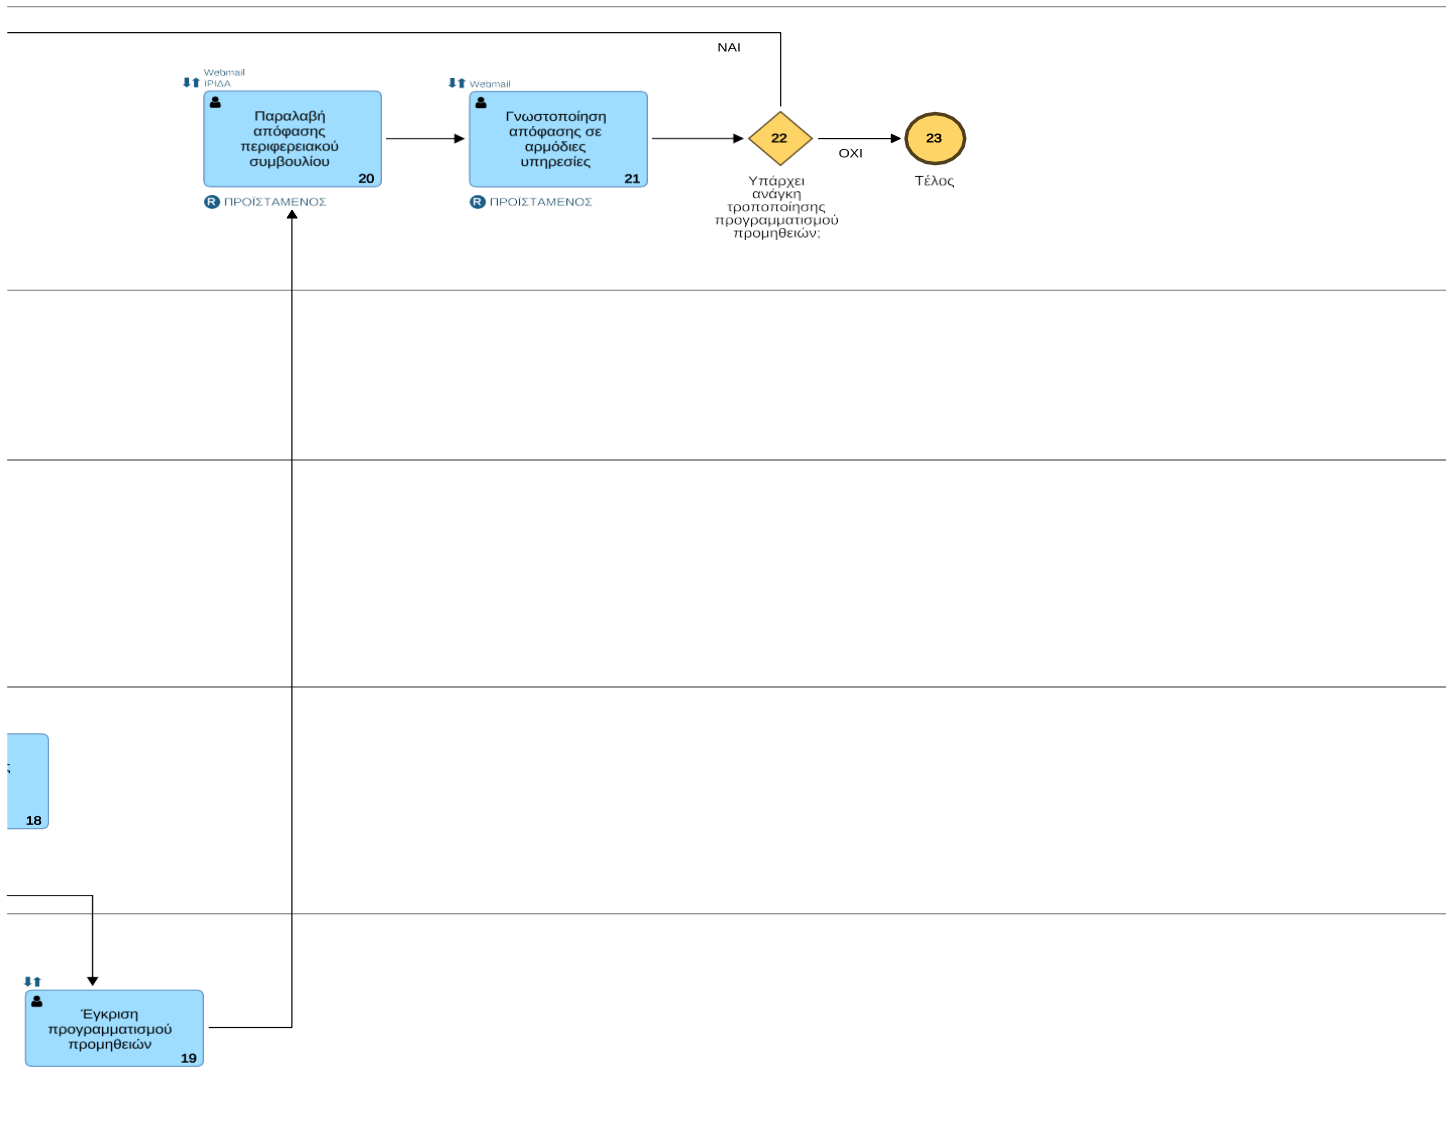 ΝΑΙ
Webmail
ΙΡΙΔΑ
Παραλαβή
απόφασης
περιφερειακού
συμβουλίου
20
R ΠΡΟΪΣΤΑΜΕΝΟΣ
Webmail
Γνωστοποίηση
απόφασης σε
αρμόδιες
υπηρεσίες
21
R ΠΡΟΪΣΤΑΜΕΝΟΣ
22
Υπάρχει
ανάγκη
τροποποίησης
προγραμματισμού
προμηθειών;
ΟΧΙ
23
Τέλος
ς
18
Έγκριση
προγραμματισμού
προμηθειών
19